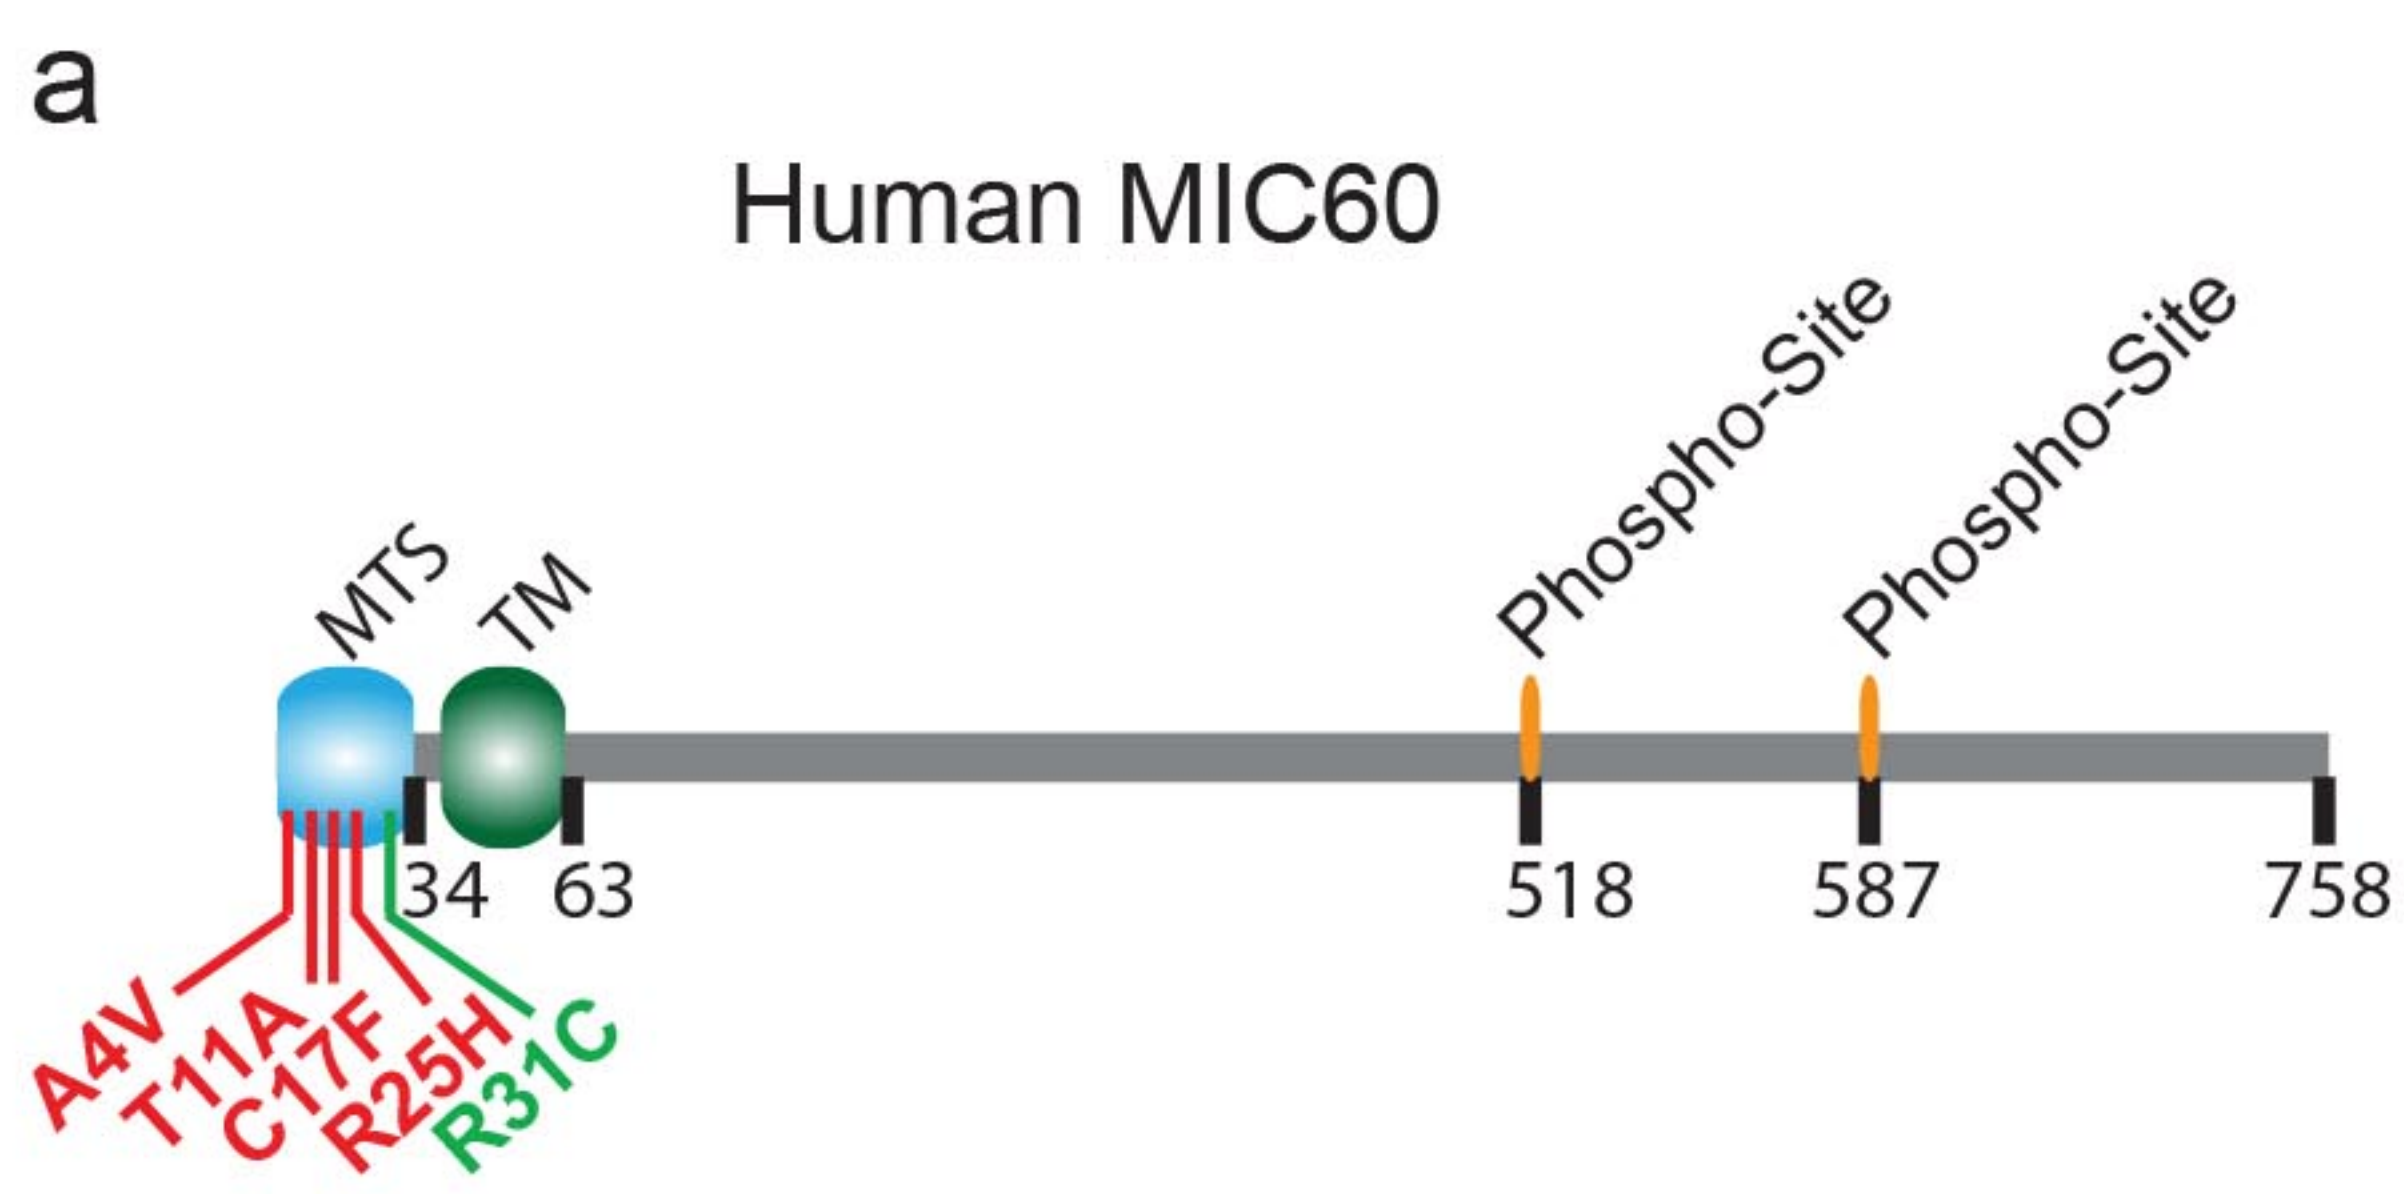 a
Human MIC60
MTS
TM
Phospho-Site
Phospho-Site
34
63
518
587
758
A4V
T11A
C17F
R25H
R31C